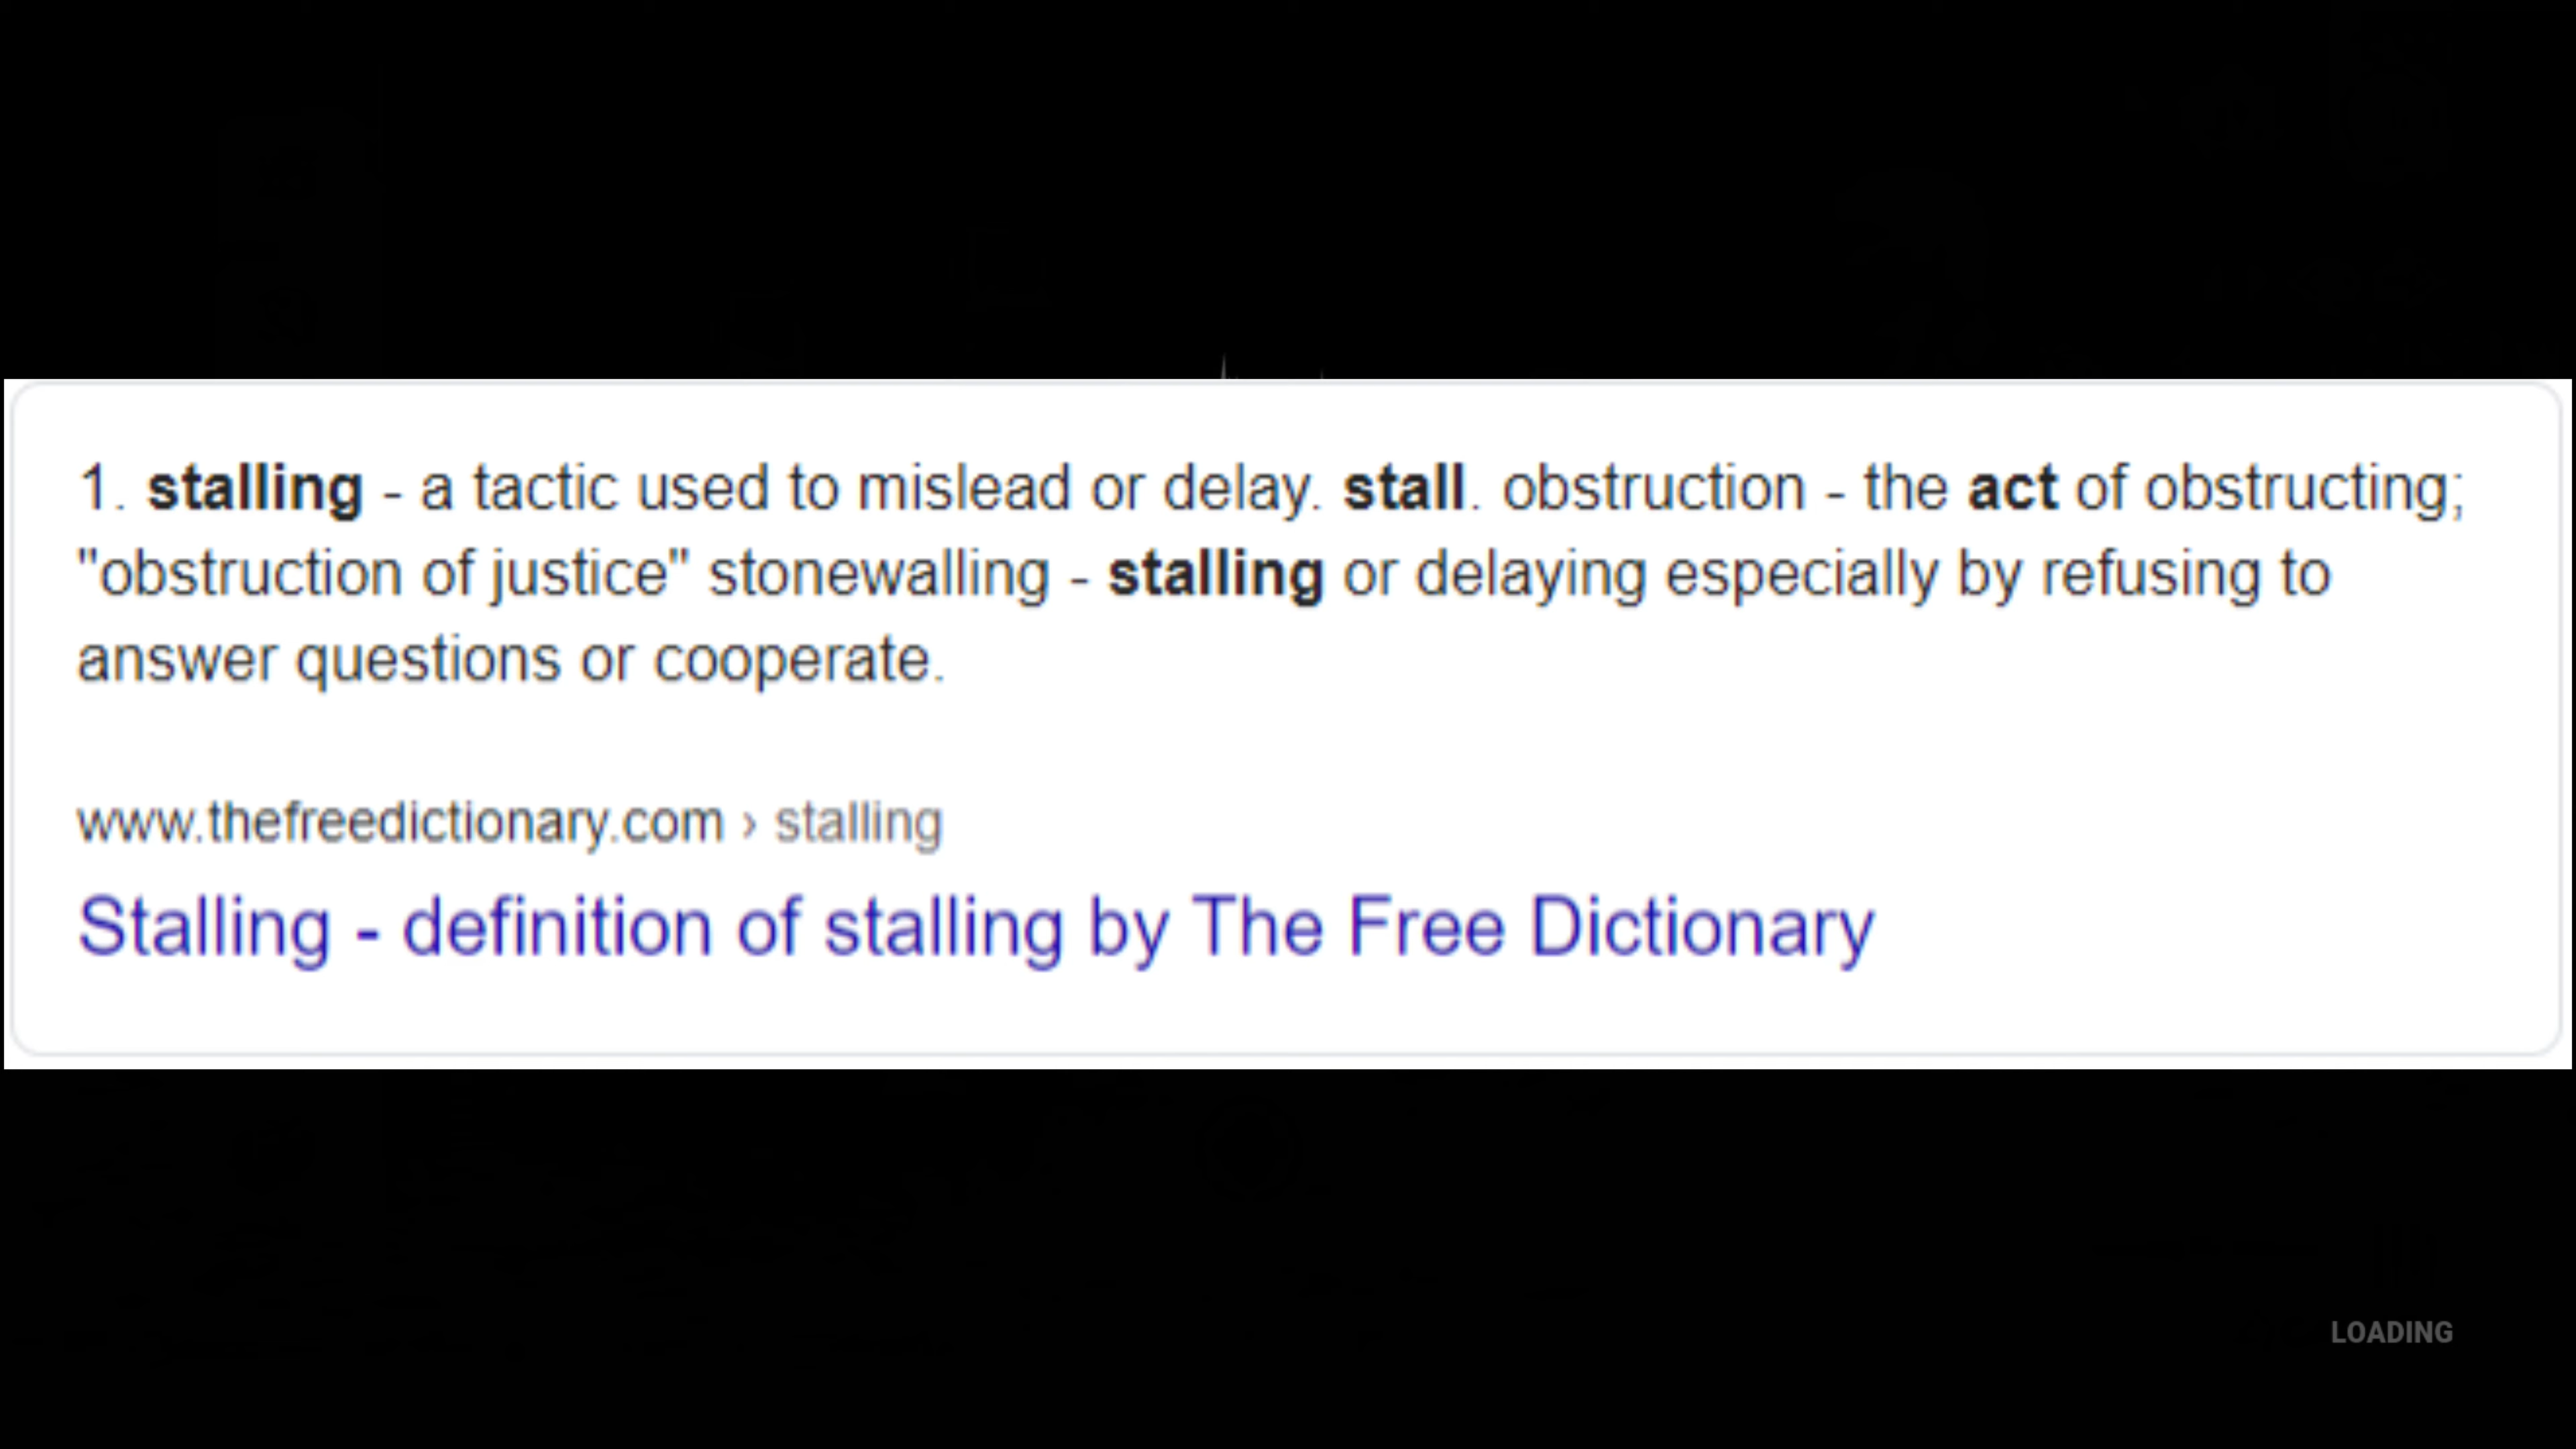 1. stalling - a tactic used to mislead or delay. stall. obstruction - the act of obstructing;
"obstruction of justice" stonewalling - stalling or delaying especially by refusing to
answer questions or cooperate.
www.thefreedictionary.com › stalling
Stalling - definition of stalling by The Free Dictionary
LOADING